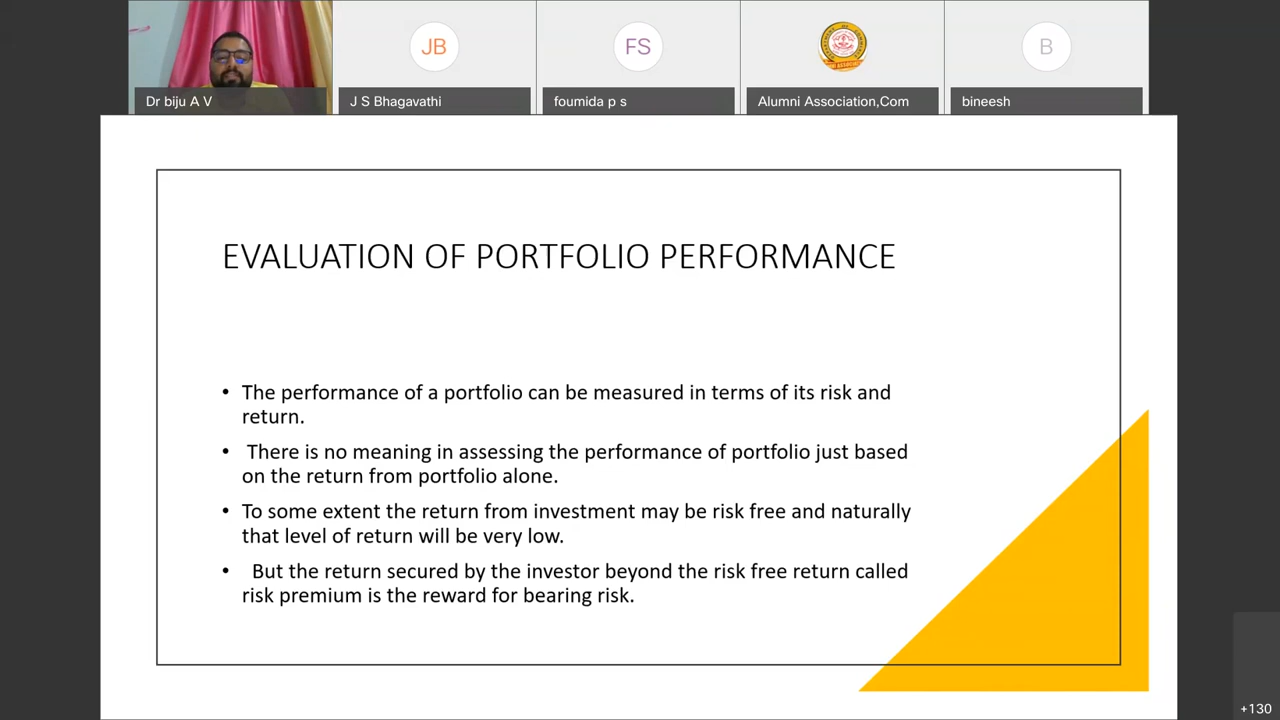 Dr biju A V
JB
J S Bhagavathi
FS
foumida p s
Alumni Association,Com
B
bineesh
EVALUATION OF PORTFOLIO PERFORMANCE
• The performance of a portfolio can be measured in terms of its risk and
return.
• There is no meaning in assessing the performance of portfolio just based
on the return from portfolio alone.
• To some extent the return from investment may be risk free and naturally
that level of return will be very low.
• But the return secured by the investor beyond the risk free return called
risk premium is the reward for bearing risk.
+130